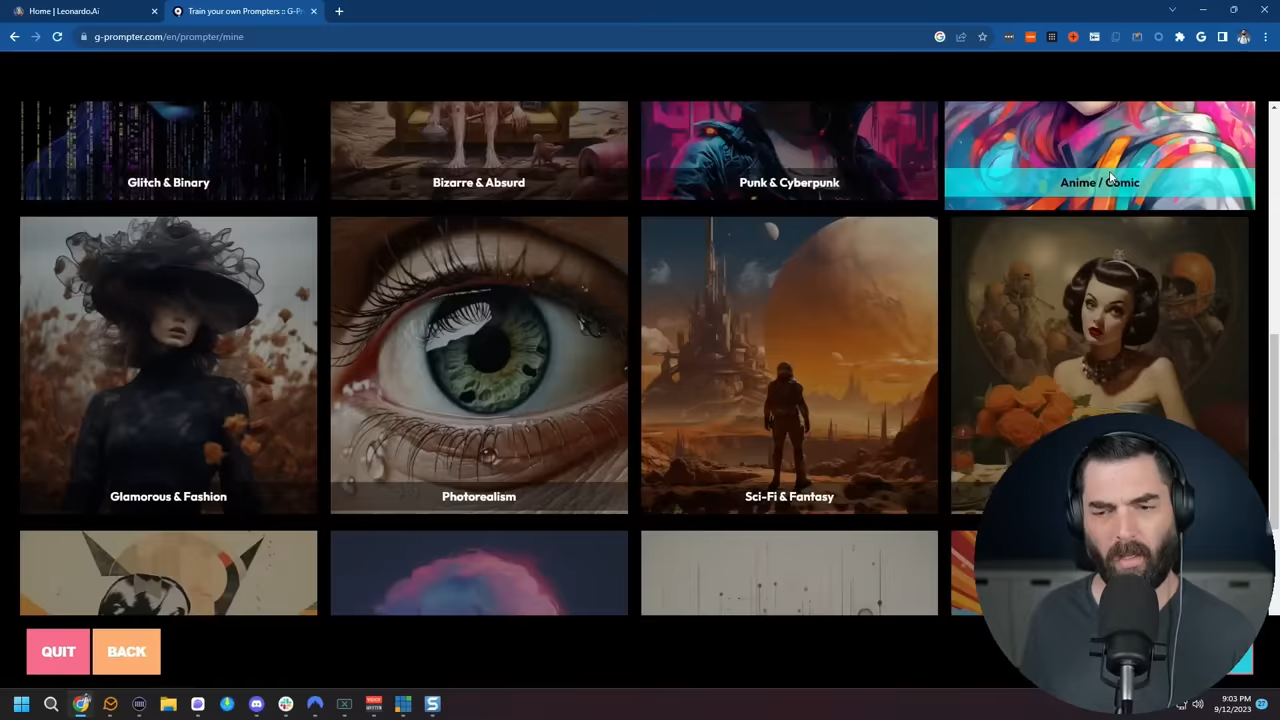 Home | Leonardo.Ai
Train your own Prompters :: G-Pr
g-prompter.com/en/prompter/mine
Glitch & Binary
Bizarre & Absurd
Punk & Cyberpunk
Anime / Comic
Glamorous & Fashion
Photorealism
Sci-Fi & Fantasy
QUIT
BACK
9:03 PM
9/12/2023